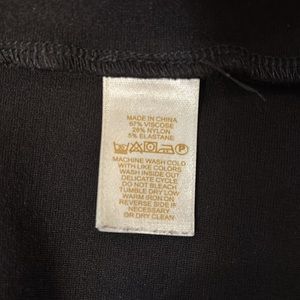 MADE IN CHINA
67% VISCOSE
28% NYLON
5% ELASTANE
MACHINE WASH COLD
WITH LIKE COLORS
WASH INSIDE OUT
DELICATE CYCLE
DO NOT BLEACH
TUMBLE DRY LOW
WARM IRON ON
REVERSE SIDE IF
NECESSARY
OR DRY CLEAN